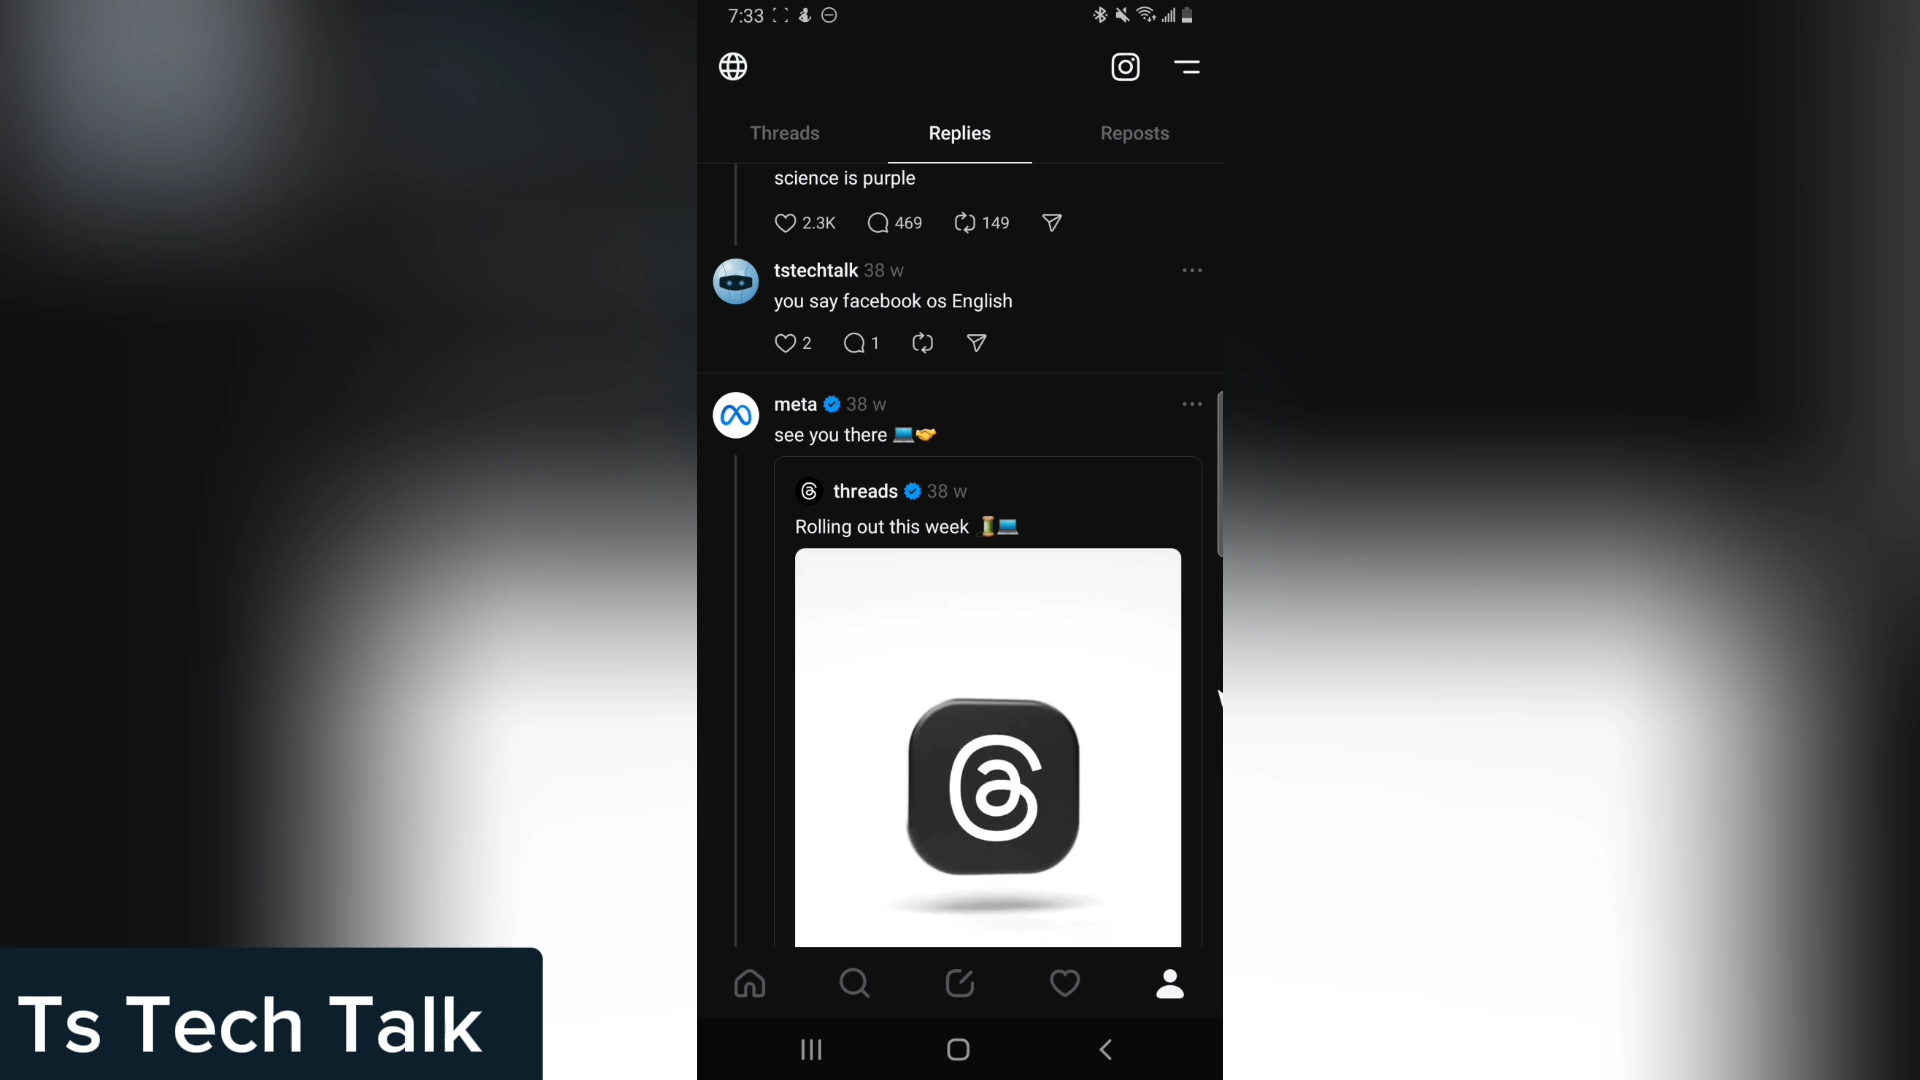 7:33
Threads Replies Reposts
science is purple
2.3K 469 149
tstechtalk 38 w
you say facebook os English
2 1
meta 38 w
see you there 💻🤝
threads 38 w
Rolling out this week 🧵💻
Ts Tech Talk